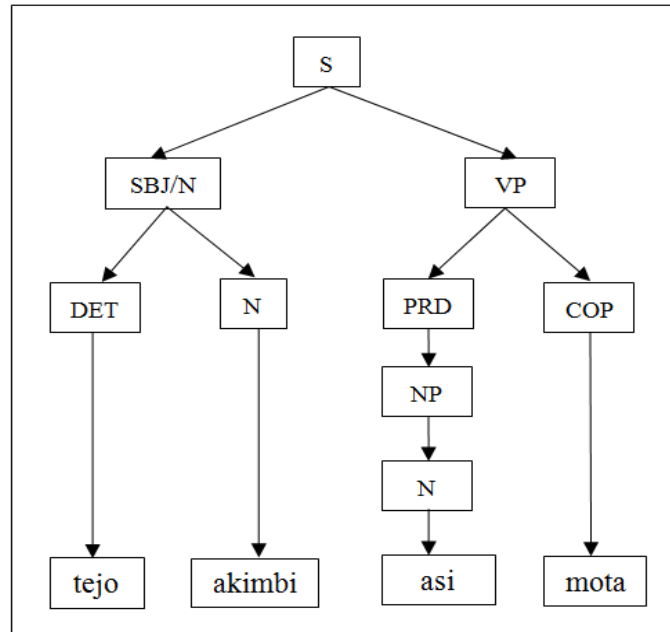 S
SBJ/N VP
DET N PRD COP
NP
N
tejo akimbi asi mota